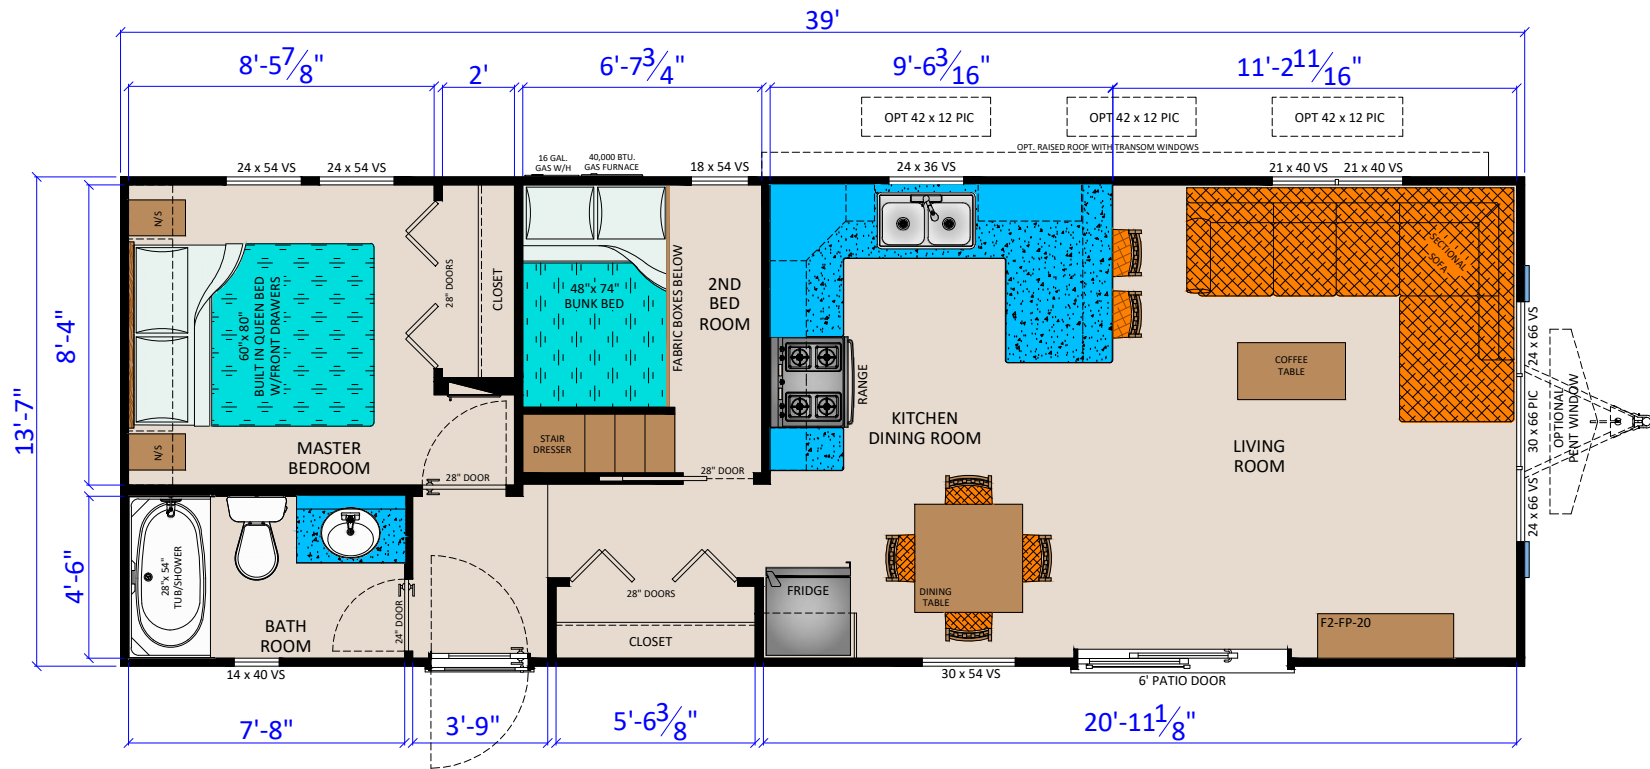 39'
8'-5 7/8"
2'
6'-7 3/4"
9'-6 3/16"
11'-2 11/16"
OPT 42 x 12 PIC
OPT 42 x 12 PIC
OPT 42 x 12 PIC
OPT. RAISED ROOF WITH TRANSOM WINDOWS
24 x 54 VS
24 x 54 VS
16 GAL.
GAS W/H
40,000 BTU.
GAS FURNACE
18 x 54 VS
24 x 36 VS
21 x 40 VS
21 x 40 VS
13'-7"
8'-4"
4'-6"
N/S
60"x 80"
BUILT IN QUEEN BED
W/FRONT DRAWERS
N/S
MASTER
BEDROOM
28" DOORS
CLOSET
28" DOOR
48"x 74"
BUNK BED
FABRIC BOXES BELOW
2ND
BED
ROOM
STAIR
DRESSER
28" DOOR
RANGE
KITCHEN
DINING ROOM
SECTIONAL
SOFA
COFFEE
TABLE
LIVING
ROOM
24 x 66 VS
30 x 66 PIC
24 x 66 VS
OPTIONAL
PENT WINDOW
28"x 54"
TUB/SHOWER
BATH
ROOM
24" DOOR
28" DOORS
CLOSET
FRIDGE
DINING
TABLE
F2-FP-20
14 x 40 VS
30 x 54 VS
6' PATIO DOOR
7'-8"
3'-9"
5'-6 3/8"
20'-11 1/8"